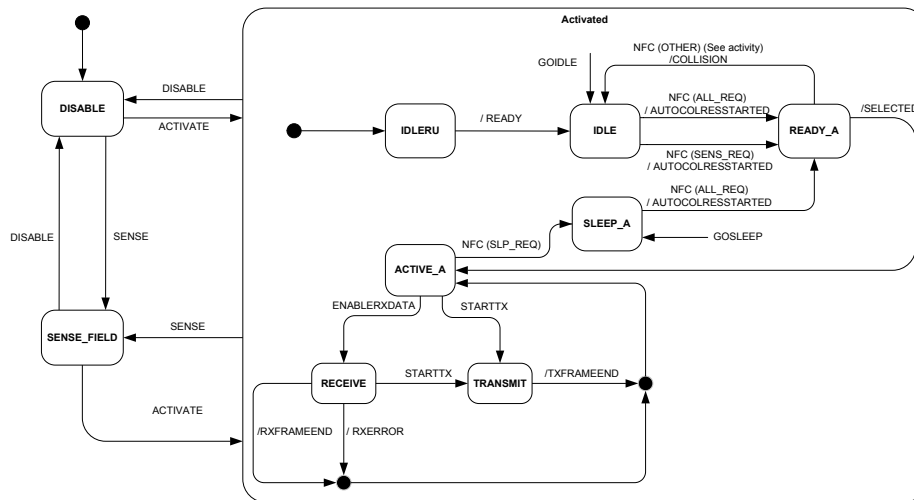 Activated
NFC (OTHER) (See activity)
/COLLISION
GOIDLE
DISABLE
DISABLE
ACTIVATE
NFC (ALL_REQ)
/ AUTOCOLRESSTARTED
/SELECTED
IDLERU
/ READY
IDLE
READY_A
NFC (SENS_REQ)
/ AUTOCOLRESSTARTED
NFC (ALL_REQ)
/ AUTOCOLRESSTARTED
SLEEP_A
GOSLEEP
DISABLE
SENSE
NFC (SLP_REQ)
ACTIVE_A
ENABLERXDATA
STARTTX
SENSE_FIELD
SENSE
RECEIVE
STARTTX
TRANSMIT
/TXFRAMEEND
ACTIVATE
/RXFRAMEEND
/ RXERROR